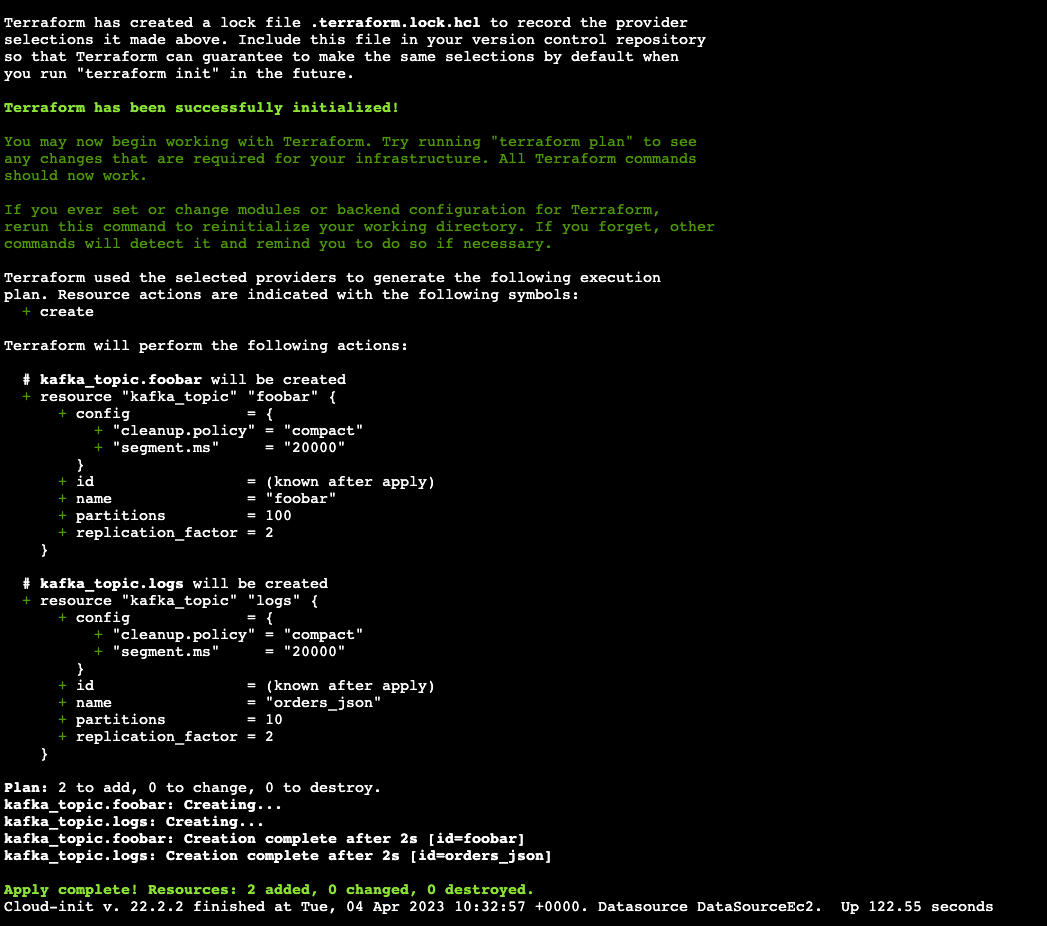 Terraform has created a lock file .terraform.lock.hcl to record the provider
selections it made above. Include this file in your version control repository
so that Terraform can guarantee to make the same selections by default when
you run "terraform init" in the future.
Terraform has been successfully initialized!
You may now begin working with Terraform. Try running "terraform plan" to see
any changes that are required for your infrastructure. All Terraform commands
should now work.
If you ever set or change modules or backend configuration for Terraform,
rerun this command to reinitialize your working directory. If you forget, other
commands will detect it and remind you to do so if necessary.
Terraform used the selected providers to generate the following execution
plan. Resource actions are indicated with the following symbols:
  + create
Terraform will perform the following actions:
  # kafka_topic.foobar will be created
  + resource "kafka_topic" "foobar" {
      + config             = {
          + "cleanup.policy" = "compact"
          + "segment.ms"     = "20000"
        }
      + id                 = (known after apply)
      + name               = "foobar"
      + partitions         = 100
      + replication_factor = 2
    }
  # kafka_topic.logs will be created
  + resource "kafka_topic" "logs" {
      + config             = {
          + "cleanup.policy" = "compact"
          + "segment.ms"     = "20000"
        }
      + id                 = (known after apply)
      + name               = "orders_json"
      + partitions         = 10
      + replication_factor = 2
    }
Plan: 2 to add, 0 to change, 0 to destroy.
kafka_topic.foobar: Creating...
kafka_topic.logs: Creating...
kafka_topic.foobar: Creation complete after 2s [id=foobar]
kafka_topic.logs: Creation complete after 2s [id=orders_json]
Apply complete! Resources: 2 added, 0 changed, 0 destroyed.
Cloud-init v. 22.2.2 finished at Tue, 04 Apr 2023 10:32:57 +0000. Datasource DataSourceEc2.  Up 122.55 seconds